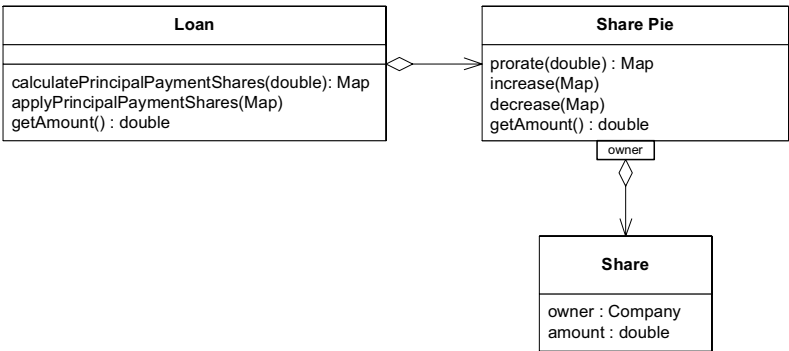 Loan
calculatePrincipalPaymentShares(double): Map
applyPrincipalPaymentShares(Map)
getAmount() : double
Share Pie
prorate(double) : Map
increase(Map)
decrease(Map)
getAmount() : double
owner
Share
owner : Company
amount : double